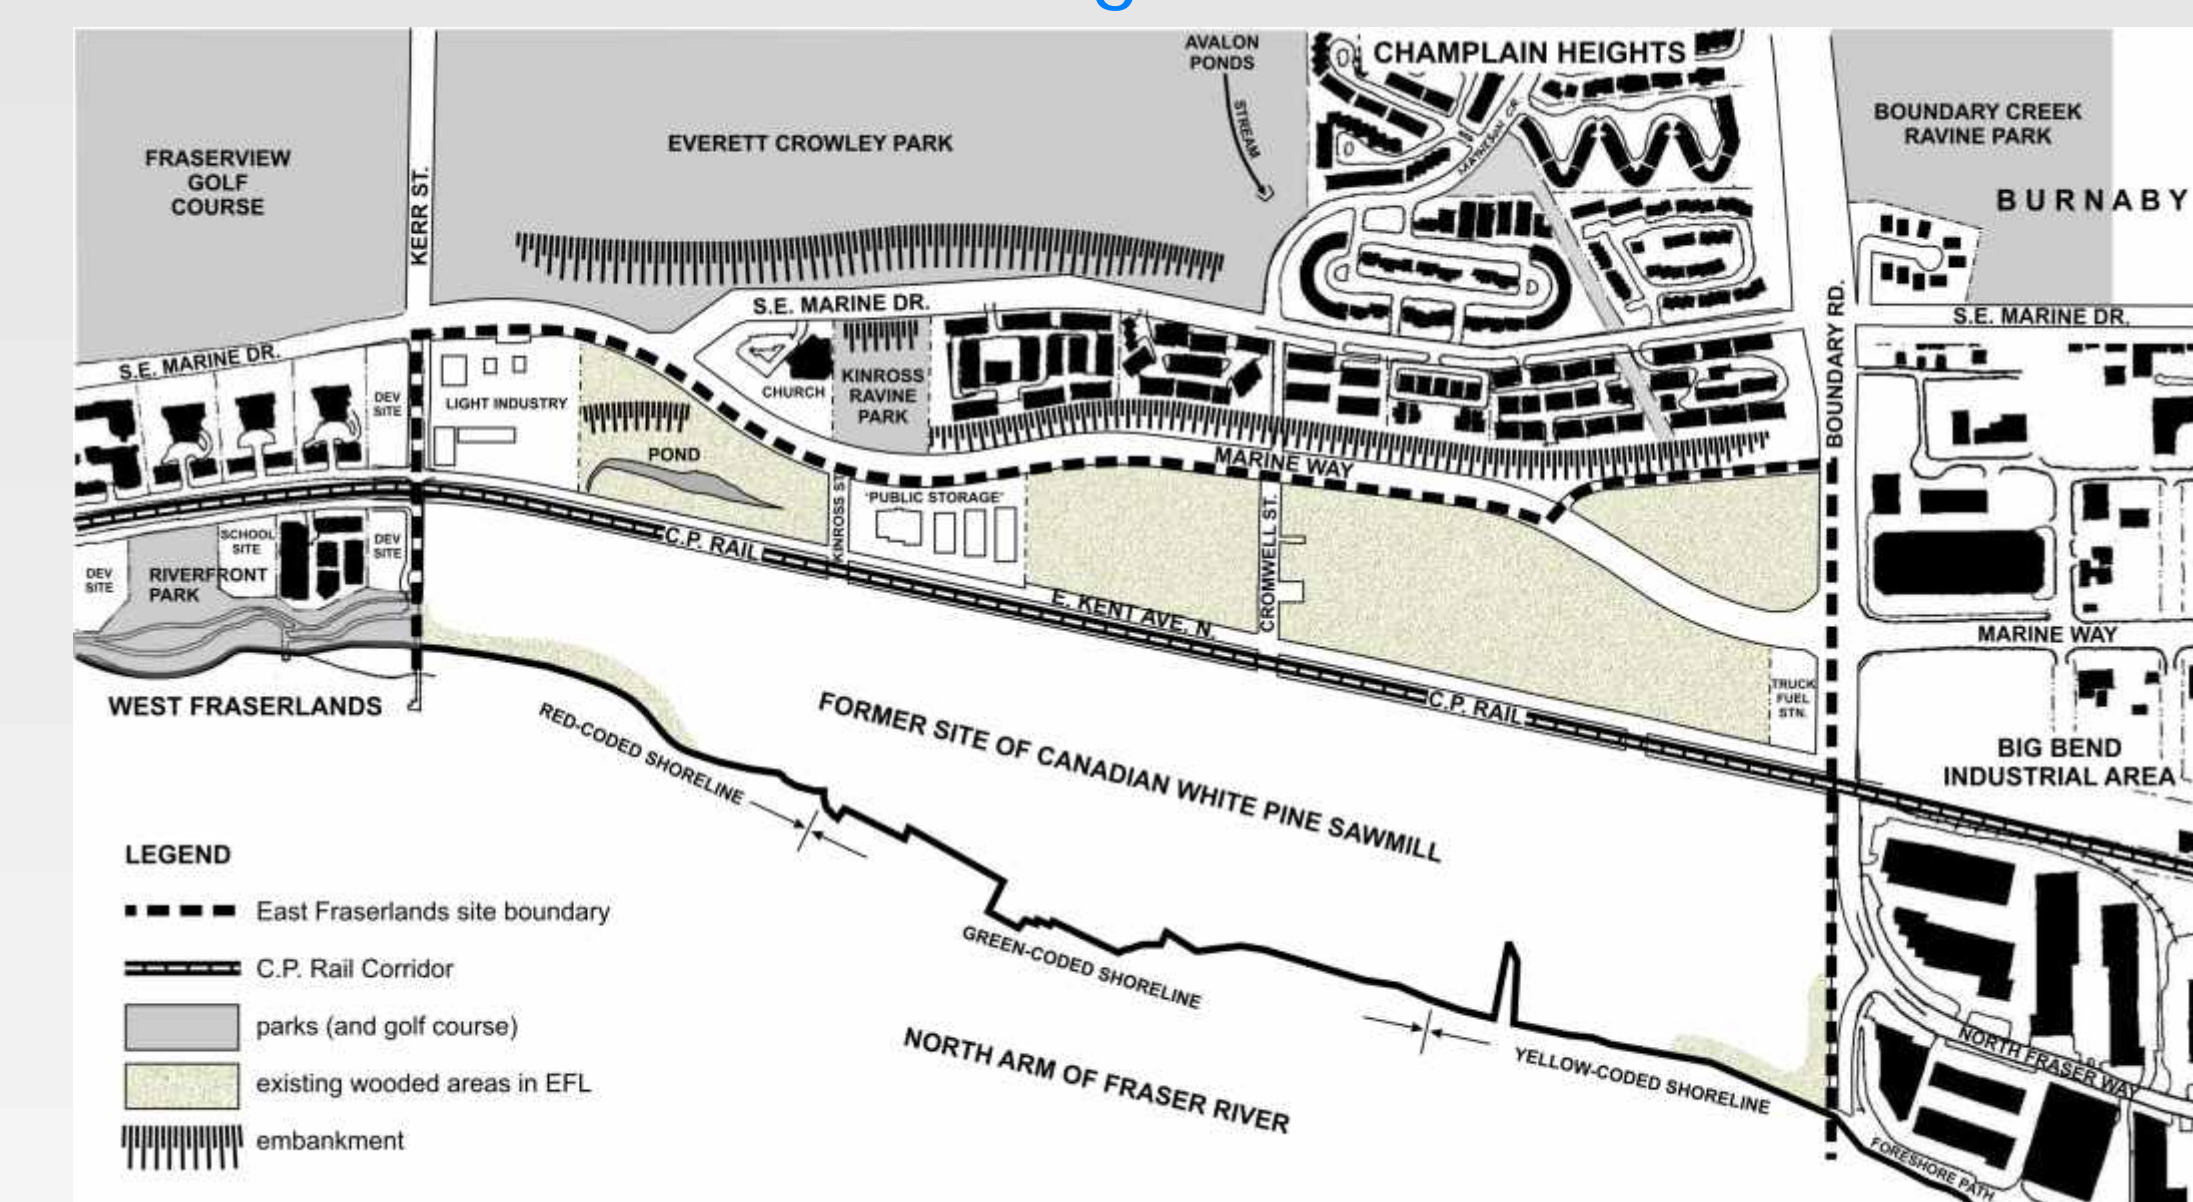 AVALON
PONDS
STREAM
CHAMPLAIN HEIGHTS
MATHESON CR.
BOUNDARY CREEK
RAVINE PARK
BURNABY
FRASERVIEW
GOLF
COURSE
KERR ST.
EVERETT CROWLEY PARK
S.E. MARINE DR.
S.E. MARINE DR.
S.E. MARINE DR.
BOUNDARY RD.
DEV
SITE
LIGHT INDUSTRY
CHURCH
KINROSS
RAVINE
PARK
POND
MARINE WAY
KINROSS ST.
'PUBLIC STORAGE'
CROMWELL ST.
C.P. RAIL
SCHOOL
SITE
DEV
SITE
DEV
SITE
RIVERFRONT
PARK
E. KENT AVE. N.
MARINE WAY
TRUCK
FUEL
STN.
C.P. RAIL
WEST FRASERLANDS
RED-CODED SHORELINE
FORMER SITE OF CANADIAN WHITE PINE SAWMILL
BIG BEND
INDUSTRIAL AREA
GREEN-CODED SHORELINE
NORTH ARM OF FRASER RIVER
YELLOW-CODED SHORELINE
NORTH FRASER WAY
FORESHORE PATH
LEGEND
East Fraserlands site boundary
C.P. Rail Corridor
parks (and golf course)
existing wooded areas in EFL
embankment